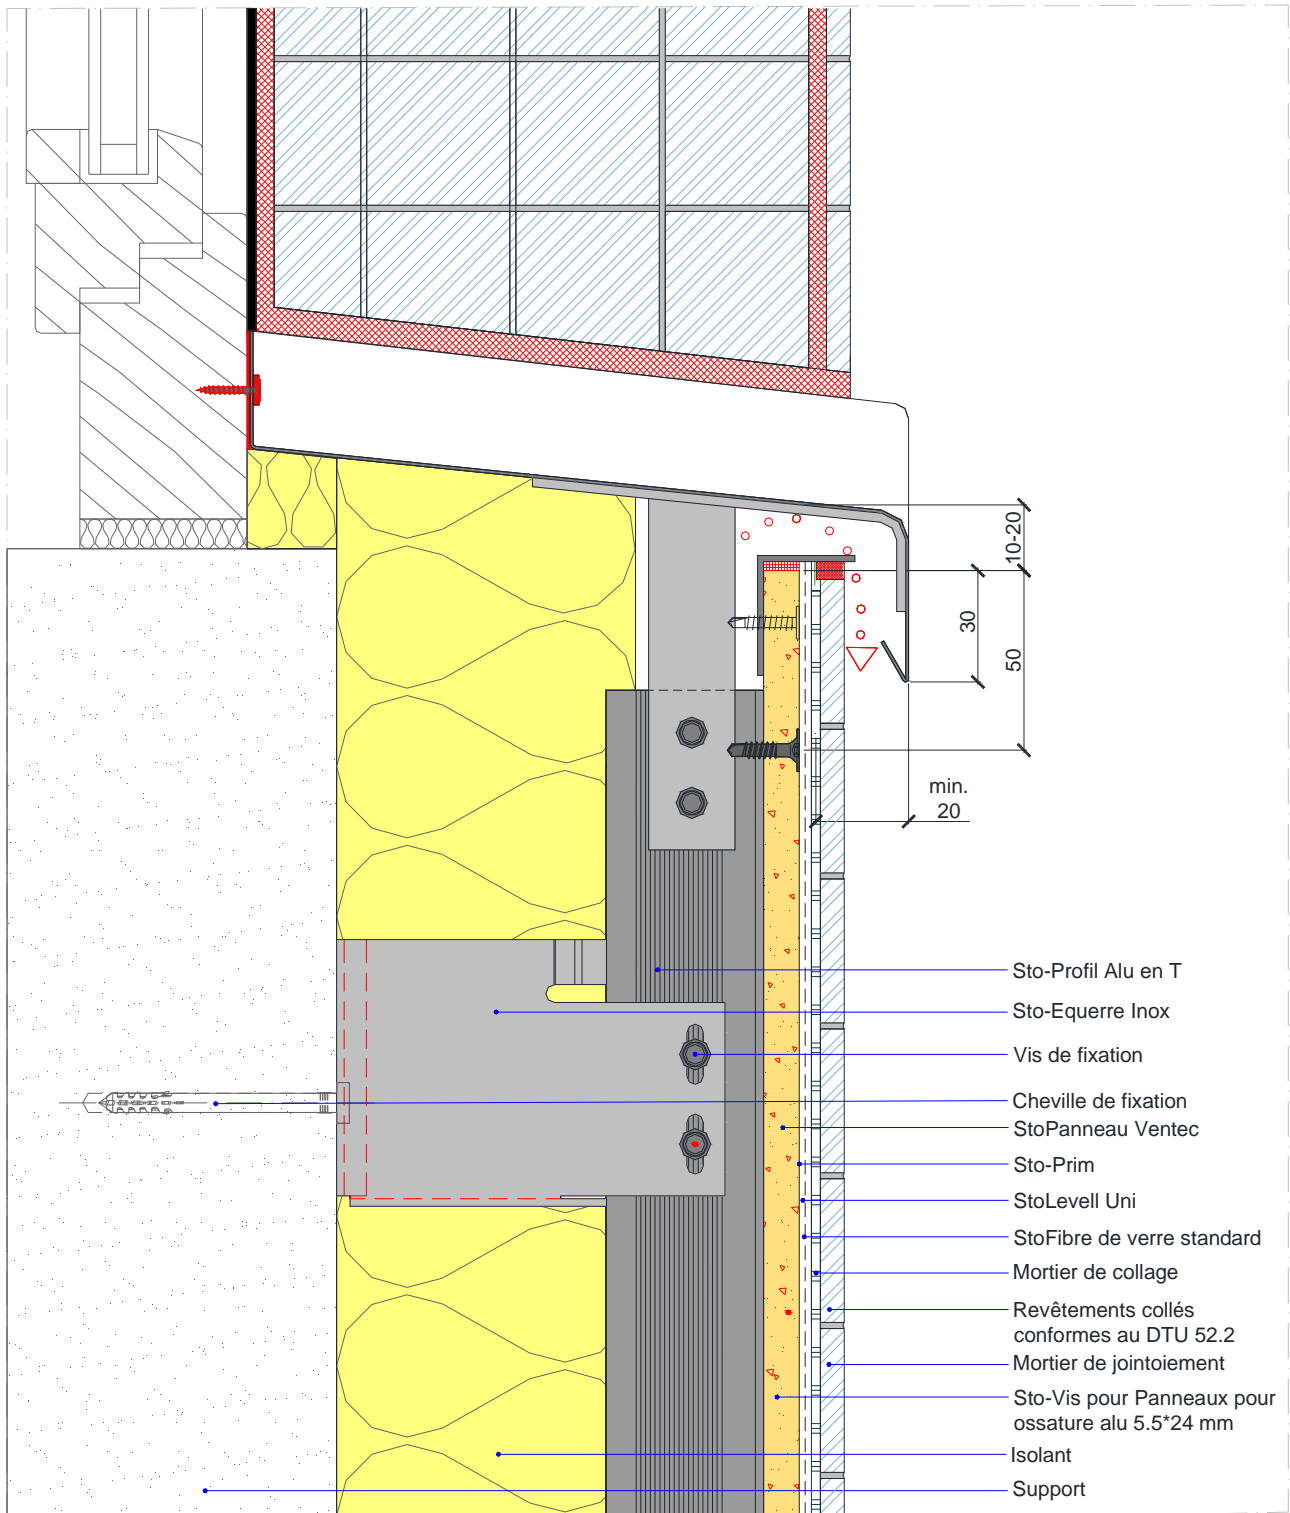 10-20
30
50
min.
20
Sto-Profil Alu en T
Sto-Equerre Inox
Vis de fixation
Cheville de fixation
StoPanneau Ventec
Sto-Prim
StoLevell Uni
StoFibre de verre standard
Mortier de collage
Revêtements collés
conformes au DTU 52.2
Mortier de jointoiement
Sto-Vis pour Panneaux pour
ossature alu 5.5*24 mm
Isolant
Support